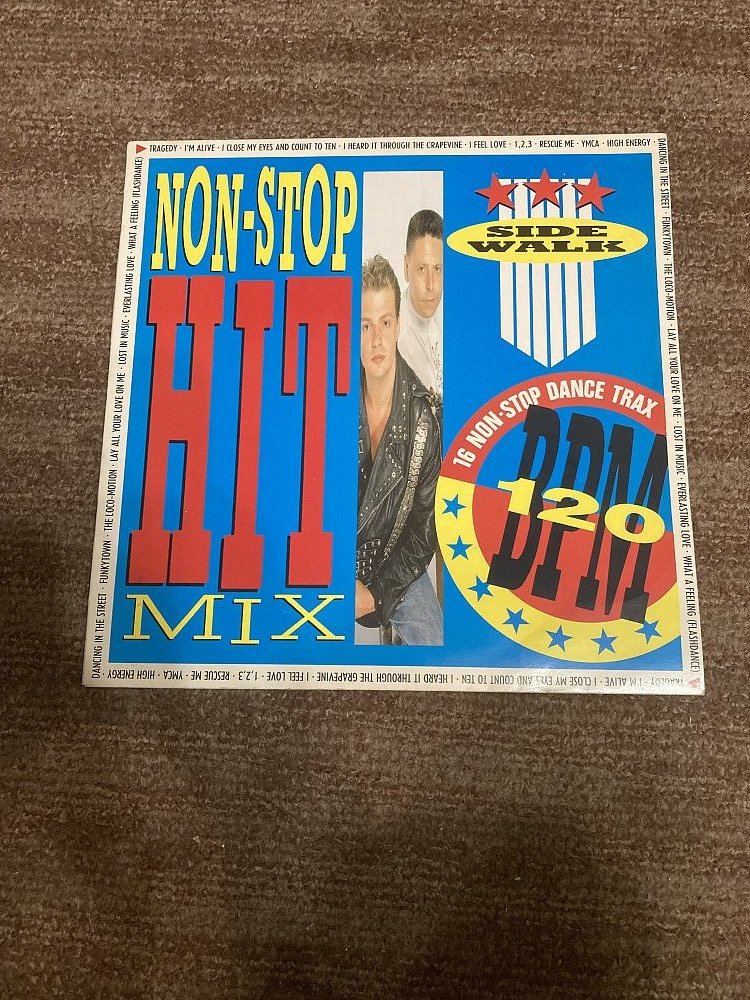 TRAGEDY · I'M ALIVE · I CLOSE MY EYES AND COUNT TO TEN · I HEARD IT THROUGH THE GRAPEVINE · I FEEL LOVE · 1,2,3 · RESCUE ME · YMCA · HIGH ENERGY ·
DANCING IN THE STREET · FUNKYTOWN · THE LOCO-MOTION · LAY ALL YOUR LOVE ON ME · LOST IN MUSIC · EVERLASTING LOVE · WHAT A FEELING (FLASHDANCE)
NON-STOP
HIT
MIX
SIDE
WALK
16 NON-STOP DANCE TRAX
BPM
120
TRAGEDY · I'M ALIVE · I CLOSE MY EYES AND COUNT TO TEN · I HEARD IT THROUGH THE GRAPEVINE · I FEEL LOVE · 1,2,3 · RESCUE ME · YMCA · HIGH ENERGY ·
DANCING IN THE STREET · FUNKYTOWN · THE LOCO-MOTION · LAY ALL YOUR LOVE ON ME · LOST IN MUSIC · EVERLASTING LOVE · WHAT A FEELING (FLASHDANCE)